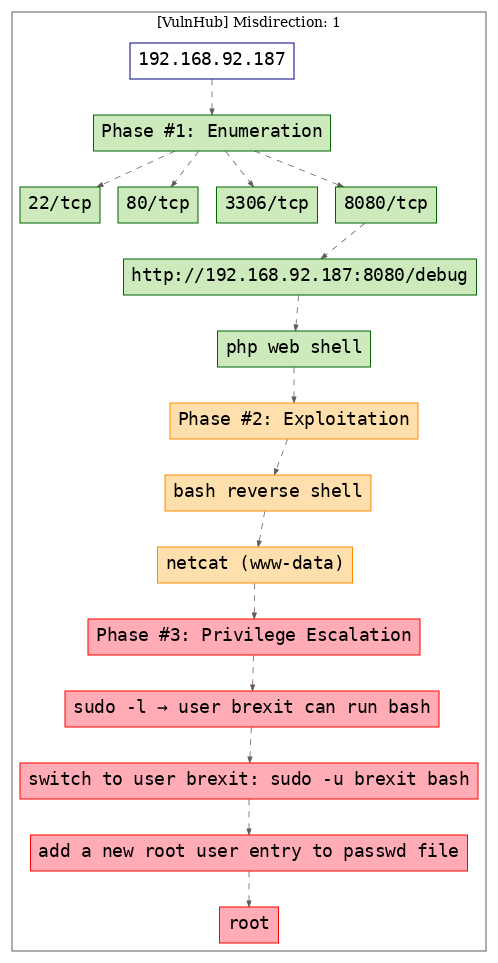 [VulnHub] Misdirection: 1
192.168.92.187
Phase #1: Enumeration
22/tcp
80/tcp
3306/tcp
8080/tcp
http://192.168.92.187:8080/debug
php web shell
Phase #2: Exploitation
bash reverse shell
netcat (www-data)
Phase #3: Privilege Escalation
sudo -l → user brexit can run bash
switch to user brexit: sudo -u brexit bash
add a new root user entry to passwd file
root